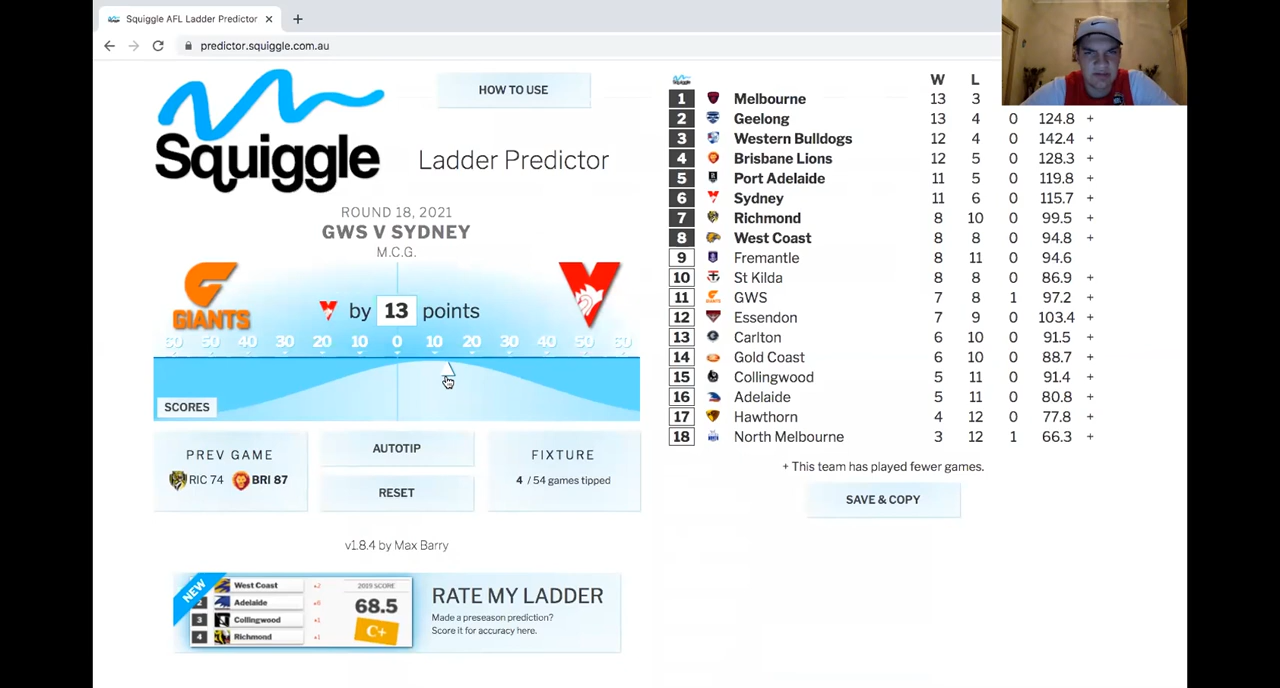 Squiggle AFL Ladder Predictor
predictor.squiggle.com.au
Squiggle
HOW TO USE
Ladder Predictor
ROUND 18, 2021
GWS V SYDNEY
M.C.G.
GIANTS
by 13 points
60 50 40 30 20 10 0 10 20 30 40 50 60
SCORES
PREV GAME
RIC 74 BRI 87
AUTOTIP
RESET
FIXTURE
4 / 54 games tipped
v1.8.4 by Max Barry
NEW
West Coast +2
Adelaide +8
3 Collingwood +1
4 Richmond +1
2019 SCORE
68.5
C+
RATE MY LADDER
Made a preseason prediction?
Score it for accuracy here.
squiggle W L
1 Melbourne 13 3
2 Geelong 13 4 0 124.8 +
3 Western Bulldogs 12 4 0 142.4 +
4 Brisbane Lions 12 5 0 128.3 +
5 Port Adelaide 11 5 0 119.8 +
6 Sydney 11 6 0 115.7 +
7 Richmond 8 10 0 99.5 +
8 West Coast 8 8 0 94.8 +
9 Fremantle 8 11 0 94.6
10 St Kilda 8 8 0 86.9 +
11 GWS 7 8 1 97.2 +
12 Essendon 7 9 0 103.4 +
13 Carlton 6 10 0 91.5 +
14 Gold Coast 6 10 0 88.7 +
15 Collingwood 5 11 0 91.4 +
16 Adelaide 5 11 0 80.8 +
17 Hawthorn 4 12 0 77.8 +
18 North Melbourne 3 12 1 66.3 +
+ This team has played fewer games.
SAVE & COPY